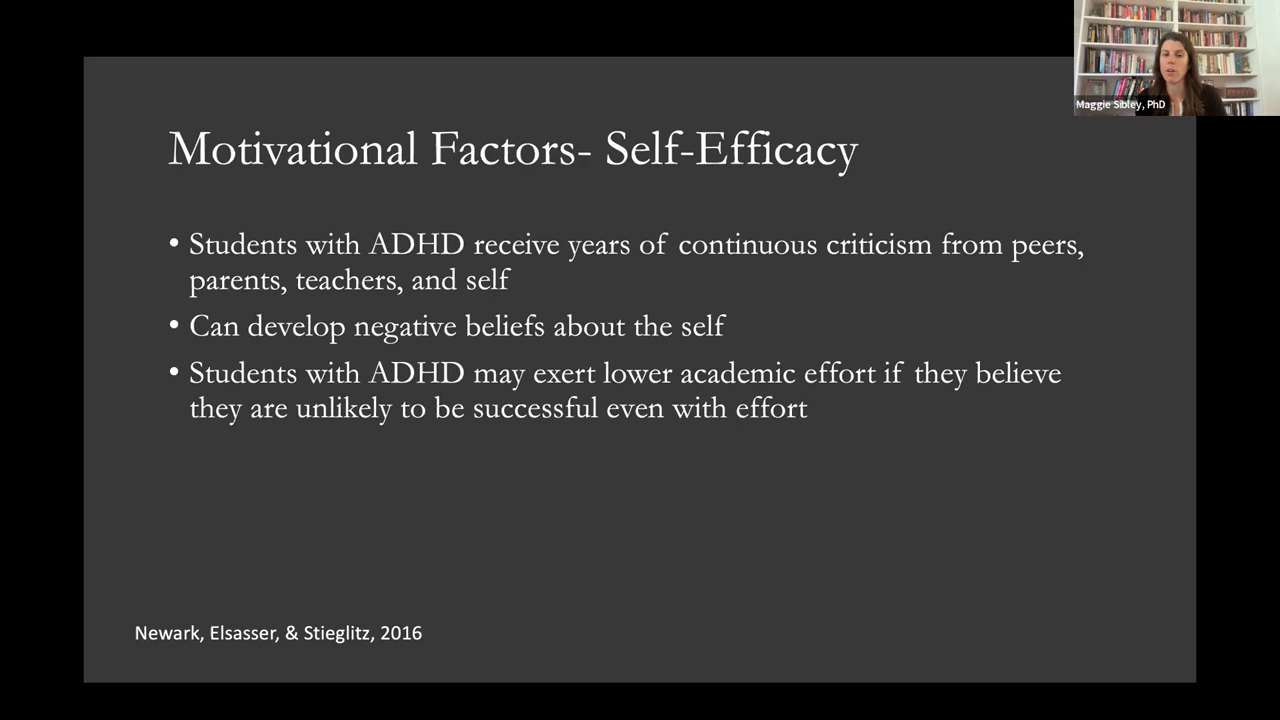 Maggie Sibley, PhD
Motivational Factors- Self-Efficacy
• Students with ADHD receive years of continuous criticism from peers,
parents, teachers, and self
• Can develop negative beliefs about the self
• Students with ADHD may exert lower academic effort if they believe
they are unlikely to be successful even with effort
Newark, Elsasser, & Stieglitz, 2016